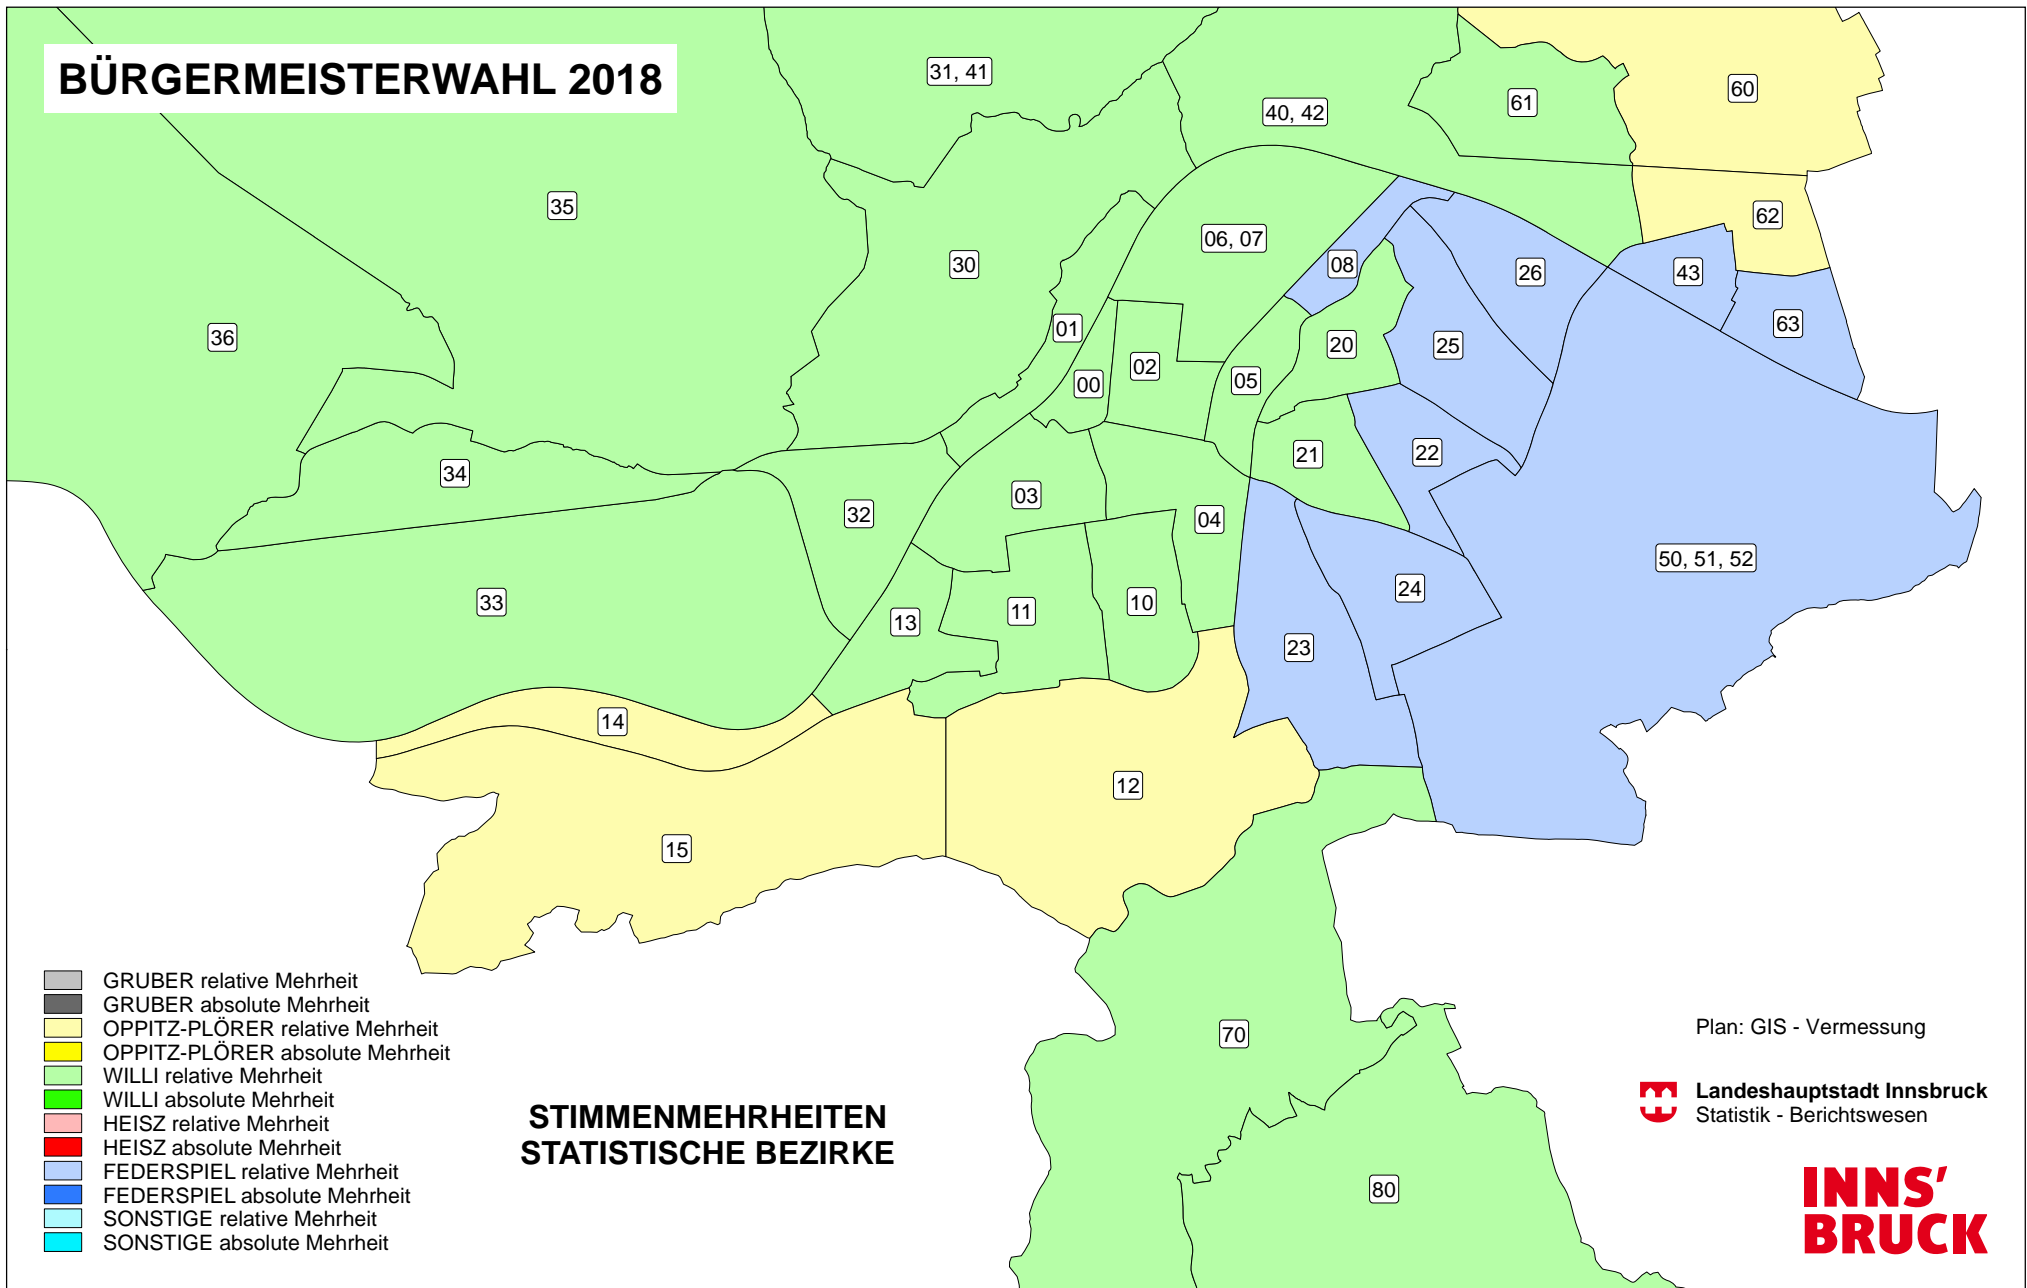 BÜRGERMEISTERWAHL 2018
31, 41
60
61
40, 42
35
62
06, 07
30
08
26
43
63
01
36
20
25
02
05
00
22
21
34
03
32
04
50, 51, 52
24
33
10
11
13
23
14
12
15
GRUBER relative Mehrheit
GRUBER absolute Mehrheit
OPPITZ-PLÖRER relative Mehrheit
OPPITZ-PLÖRER absolute Mehrheit
WILLI relative Mehrheit
WILLI absolute Mehrheit
HEISZ relative Mehrheit
HEISZ absolute Mehrheit
FEDERSPIEL relative Mehrheit
FEDERSPIEL absolute Mehrheit
SONSTIGE relative Mehrheit
SONSTIGE absolute Mehrheit
STIMMENMEHRHEITEN
STATISTISCHE BEZIRKE
70
80
Plan: GIS - Vermessung
Landeshauptstadt Innsbruck
Statistik - Berichtswesen
INNS'
BRUCK